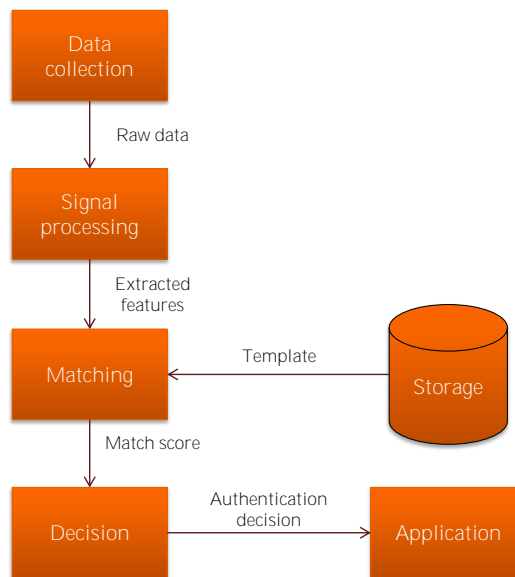 Data
collection
Raw data
Signal
processing
Extracted
features
Matching
Template
Storage
Match score
Decision
Authentication
decision
Application